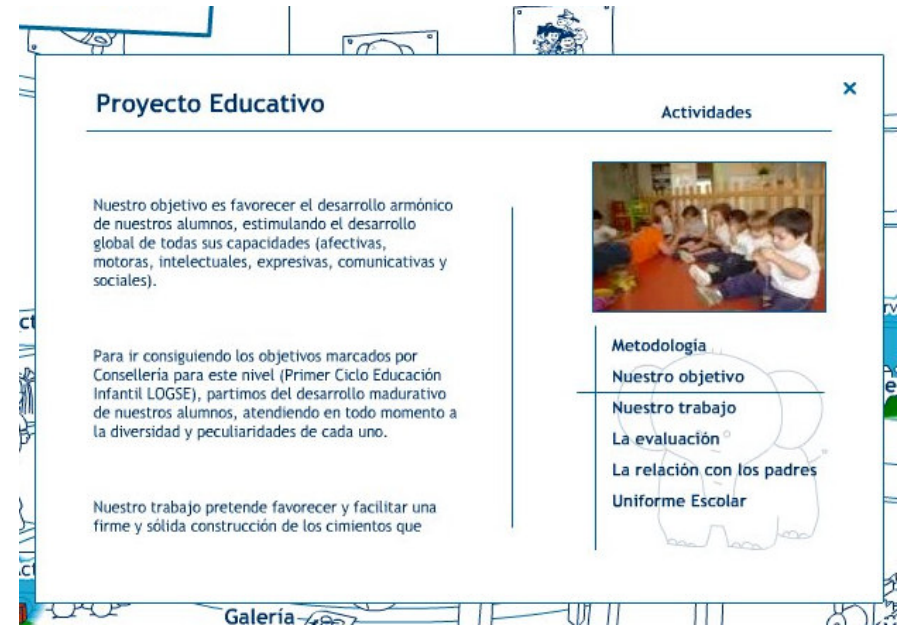 Proyecto Educativo
Actividades
Nuestro objetivo es favorecer el desarrollo armónico
de nuestros alumnos, estimulando el desarrollo
global de todas sus capacidades (afectivas,
motoras, intelectuales, expresivas, comunicativas y
sociales).
Para ir consiguiendo los objetivos marcados por
Consellería para este nivel (Primer Ciclo Educación
Infantil LOGSE), partimos del desarrollo madurativo
de nuestros alumnos, atendiendo en todo momento a
la diversidad y peculiaridades de cada uno.
Nuestro trabajo pretende favorecer y facilitar una
firme y sólida construcción de los cimientos que
Metodología
Nuestro objetivo
Nuestro trabajo
La evaluación
La relación con los padres
Uniforme Escolar
Galería